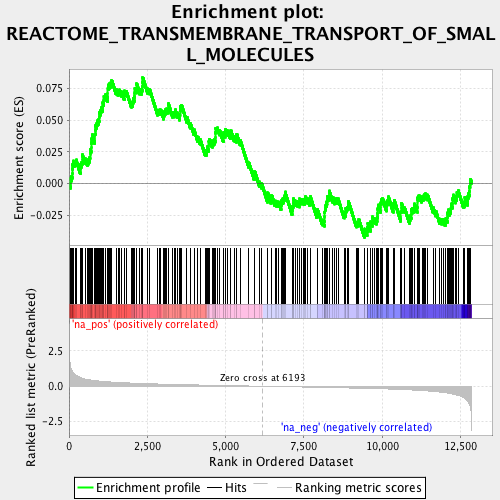 Enrichment plot:
REACTOME_TRANSMEMBRANE_TRANSPORT_OF_SMAL
L_MOLECULES
Enrichment score (ES)
0.075
0.050
0.025
0.000
-0.025
'na_pos' (positively correlated)
Ranked list metric (PreRanked)
2.5
0.0
-2.5
Zero cross at 6193
'na_neg' (negatively correlated)
0
2,500
5,000
7,500
10,000
12,500
Rank in Ordered Dataset
Enrichment profile
Hits
Ranking metric scores